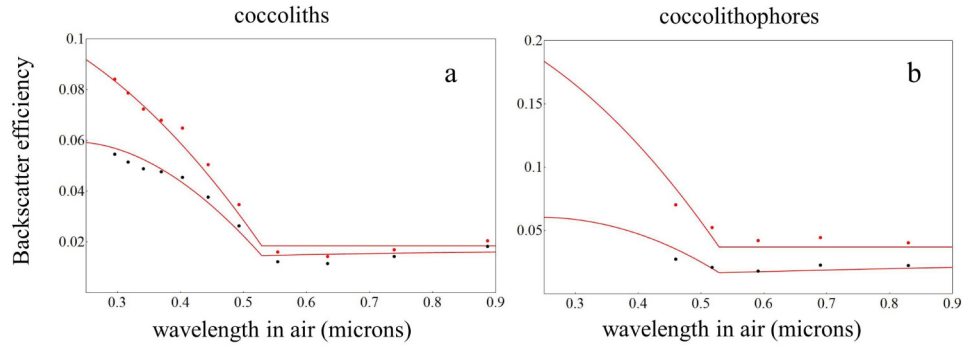 coccoliths
coccolithophores
Backscatter efficiency
0.1
0.08
0.06
0.04
0.02
a
0.3 0.4 0.5 0.6 0.7 0.8 0.9
wavelength in air (microns)
0.2
0.15
0.1
0.05
b
0.3 0.4 0.5 0.6 0.7 0.8 0.9
wavelength in air (microns)